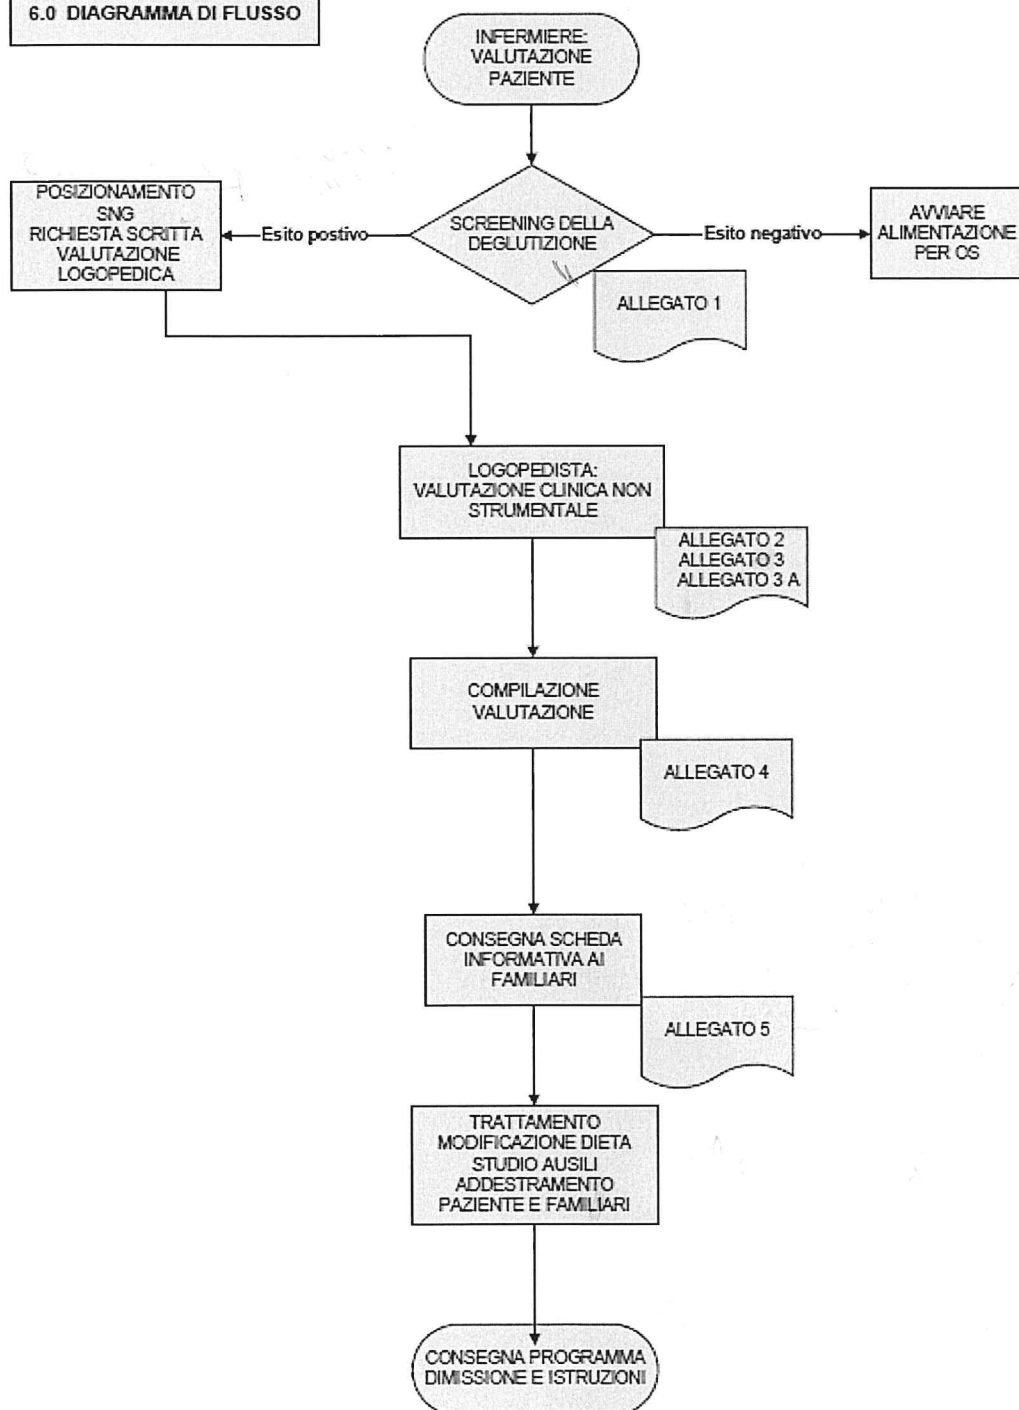 6.0 DIAGRAMMA DI FLUSSO
INFERMIERE:
VALUTAZIONE
PAZIENTE
POSIZIONAMENTO
SNG
RICHIESTA SCRITTA
VALUTAZIONE
LOGOPEDICA
Esito postivo
SCREENING DELLA
DEGLUTIZIONE
Esito negativo
AVVIARE
ALIMENTAZIONE
PER OS
ALLEGATO 1
LOGOPEDISTA:
VALUTAZIONE CLINICA NON
STRUMENTALE
ALLEGATO 2
ALLEGATO 3
ALLEGATO 3 A
COMPILAZIONE
VALUTAZIONE
ALLEGATO 4
CONSEGNA SCHEDA
INFORMATIVA AI
FAMILIARI
ALLEGATO 5
TRATTAMENTO
MODIFICAZIONE DIETA
STUDIO AUSILI
ADDESTRAMENTO
PAZIENTE E FAMILIARI
CONSEGNA PROGRAMMA
DIMISSIONE E ISTRUZIONI